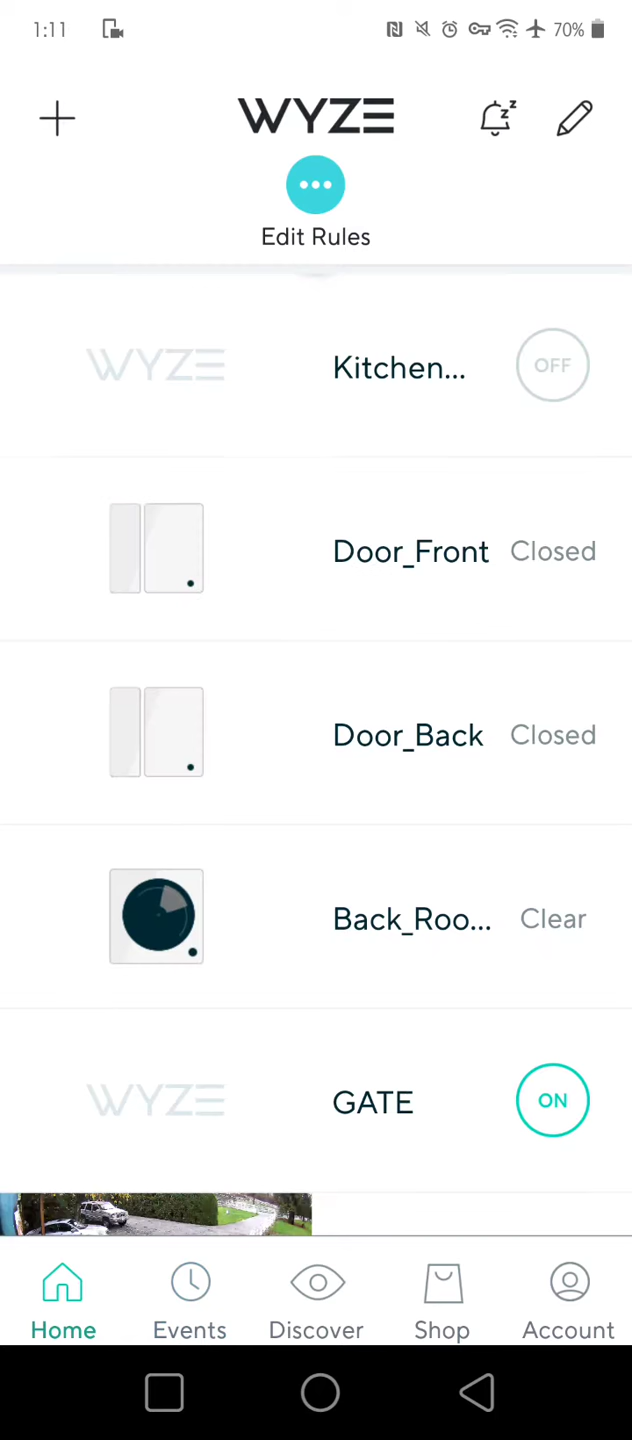 1:11
70%
WYZE
Edit Rules
WYZE
Kitchen...
OFF
Door_Front
Closed
Door_Back
Closed
Back_Roo...
Clear
WYZE
GATE
ON
Home
Events
Discover
Shop
Account